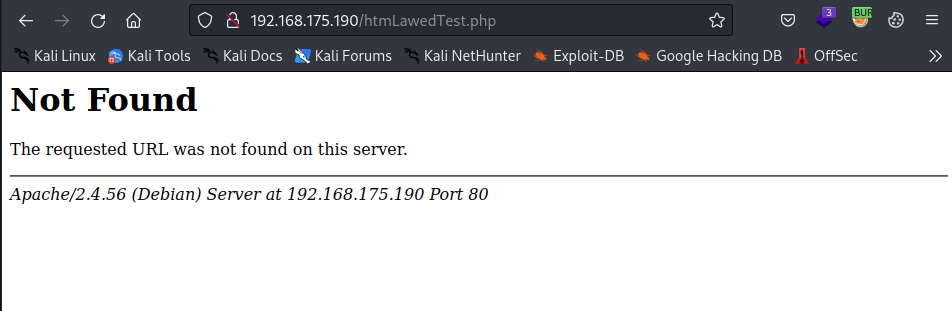 192.168.175.190/htmLawedTest.php
3
BUR
Kali Linux Kali Tools Kali Docs Kali Forums Kali NetHunter Exploit-DB Google Hacking DB OffSec
Not Found
The requested URL was not found on this server.
Apache/2.4.56 (Debian) Server at 192.168.175.190 Port 80